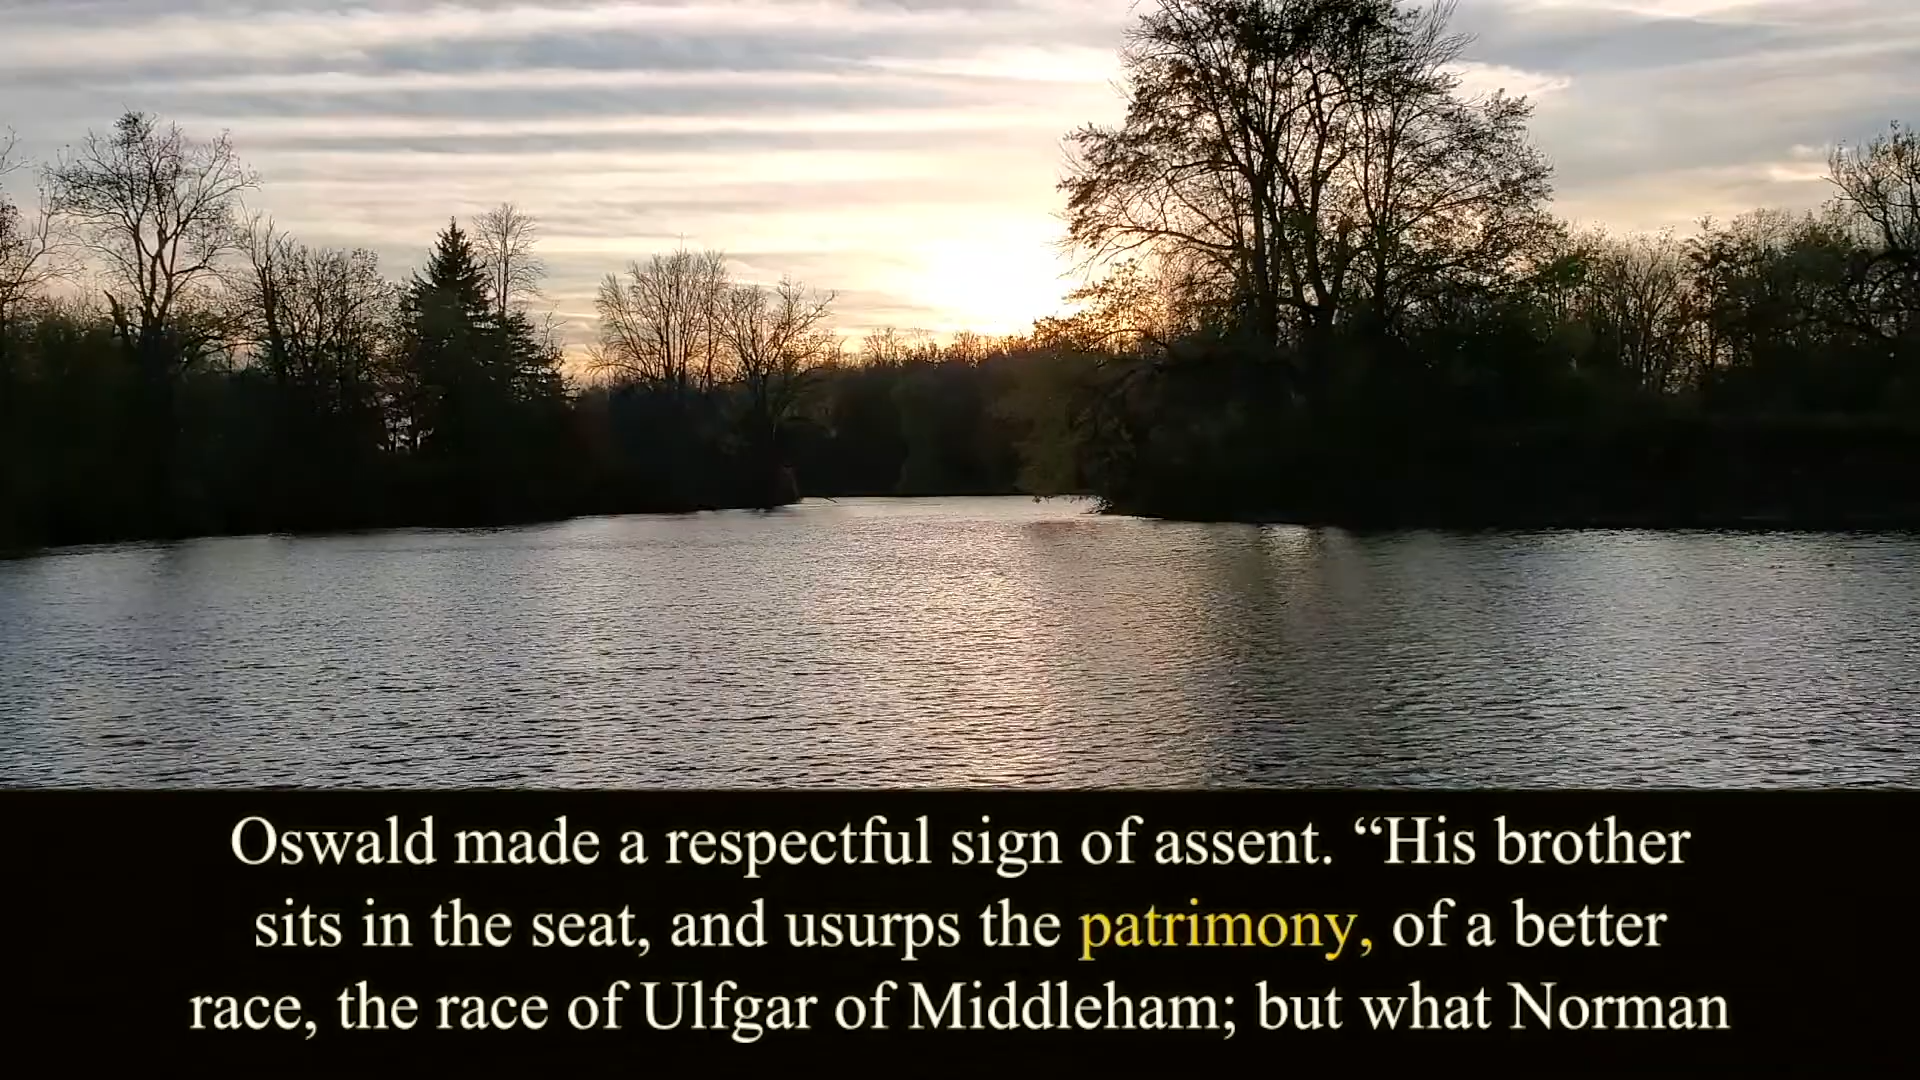 Oswald made a respectful sign of assent. “His brother
sits in the seat, and usurps the patrimony, of a better
race, the race of Ulfgar of Middleham; but what Norman